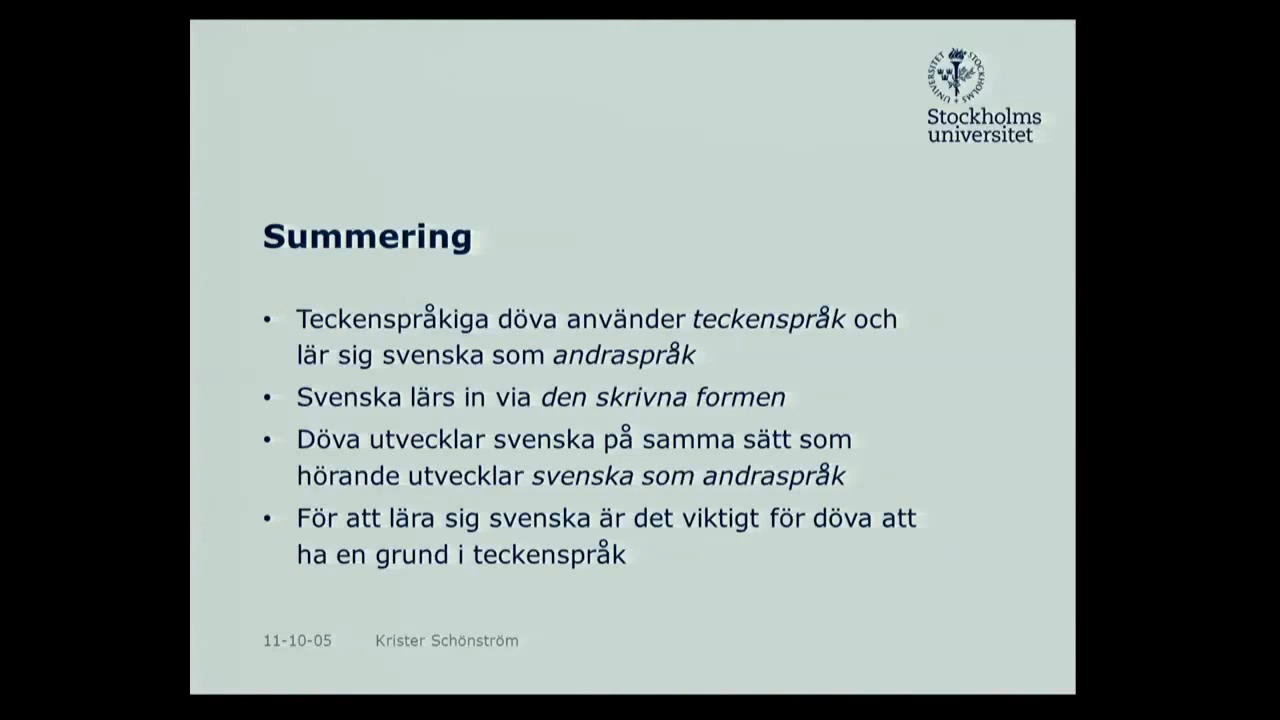 STOCKHOLMS UNIVERSITET
Stockholms
universitet
Summering
• Teckenspråkiga döva använder teckenspråk och
lär sig svenska som andraspråk
• Svenska lärs in via den skrivna formen
• Döva utvecklar svenska på samma sätt som
hörande utvecklar svenska som andraspråk
• För att lära sig svenska är det viktigt för döva att
ha en grund i teckenspråk
11-10-05 Krister Schönström